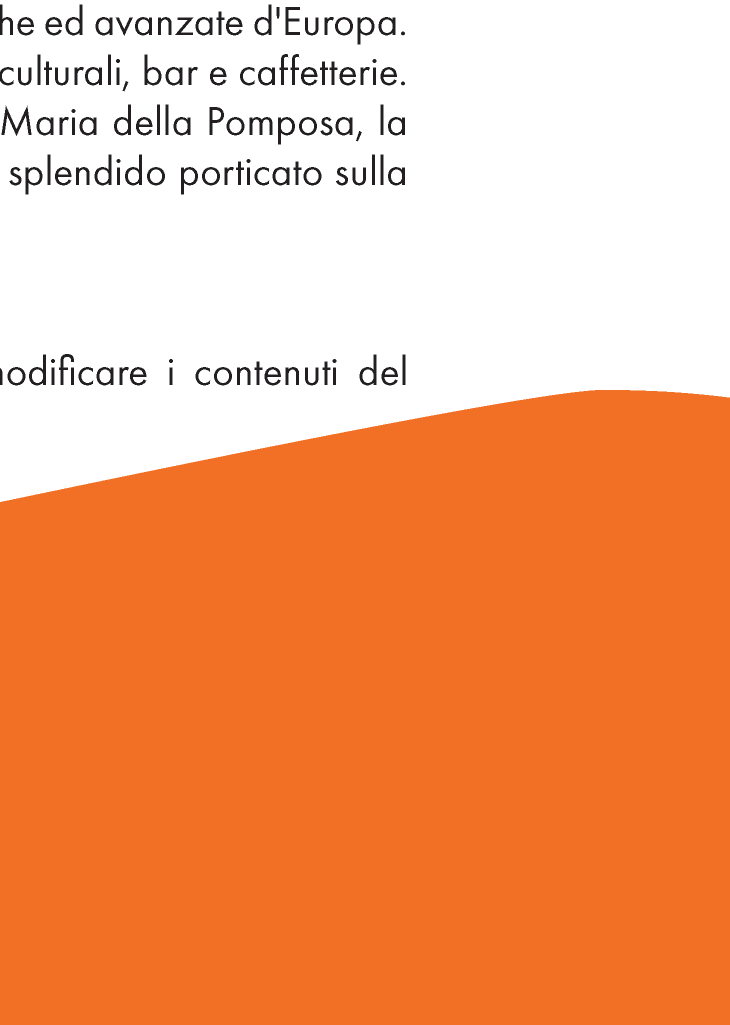 he ed avanzate d'Europa.
culturali, bar e caffetterie.
Maria della Pomposa, la
splendido porticato sulla
odificare i contenuti del